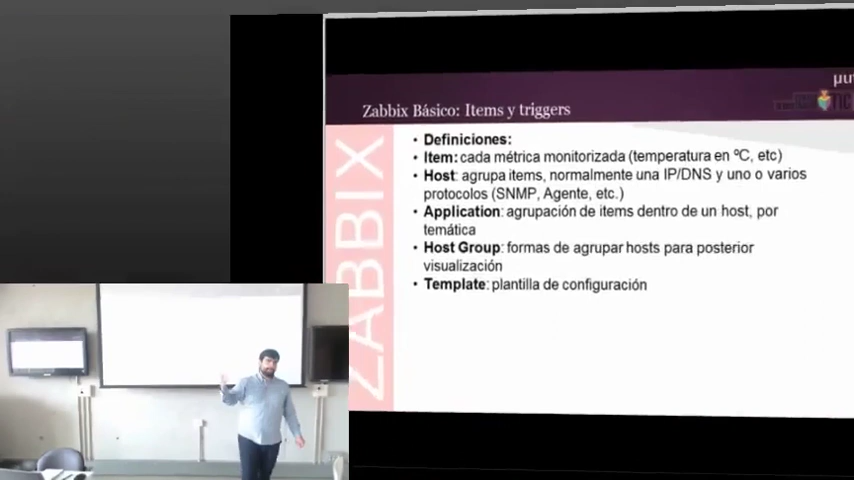 Zabbix Básico: Items y triggers
ZABBIX
• Definiciones:
• Item: cada métrica monitorizada (temperatura en ºC, etc)
• Host: agrupa items, normalmente una IP/DNS y uno o varios
protocolos (SNMP, Agente, etc.)
• Application: agrupación de items dentro de un host, por
temática
• Host Group: formas de agrupar hosts para posterior
visualización
• Template: plantilla de configuración